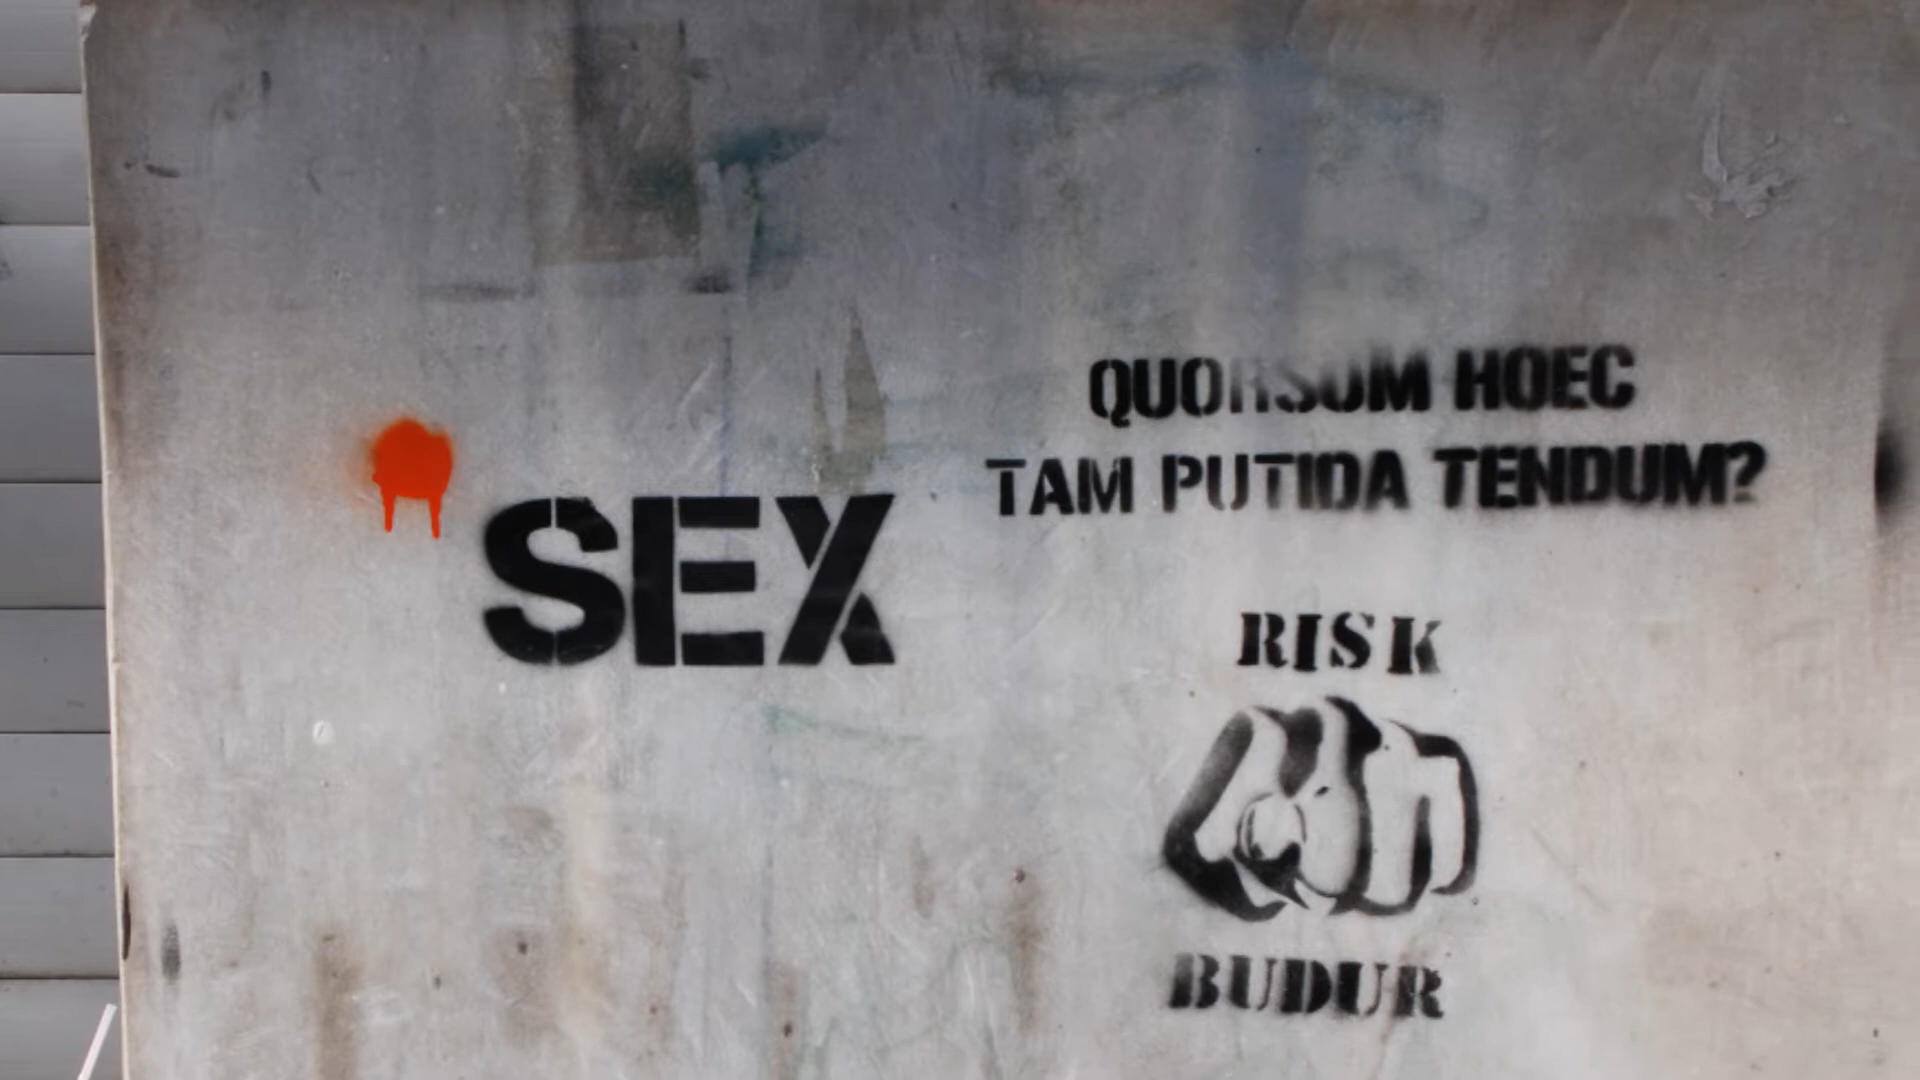 SEX
QUORSUM HOEC
TAM PUTIDA TENDUM?
RISK
BUDUR